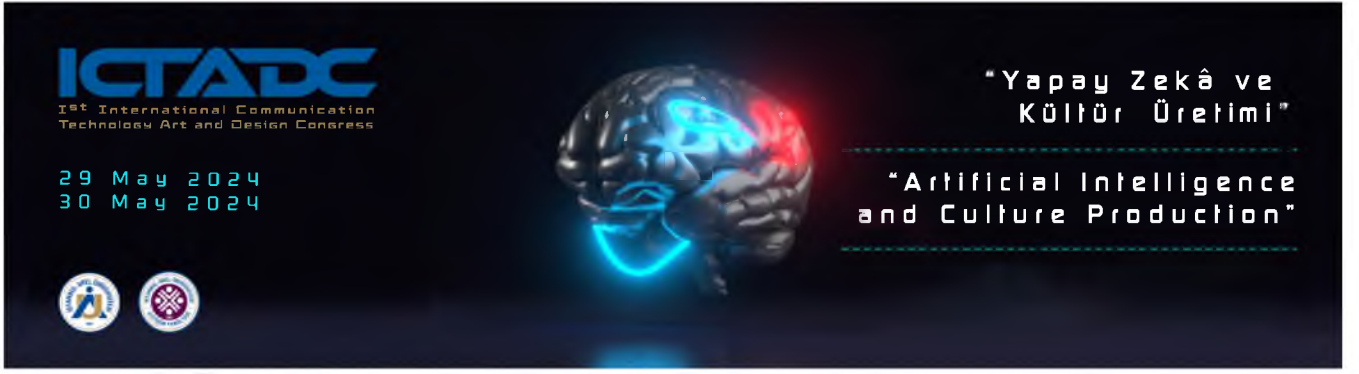 ICTADC
1st International Communication
Technology Art and Design Congress
29 May 2024
30 May 2024
"Yapay Zekâ ve
Kültür Üretimi"
"Artificial Intelligence
and Culture Production"